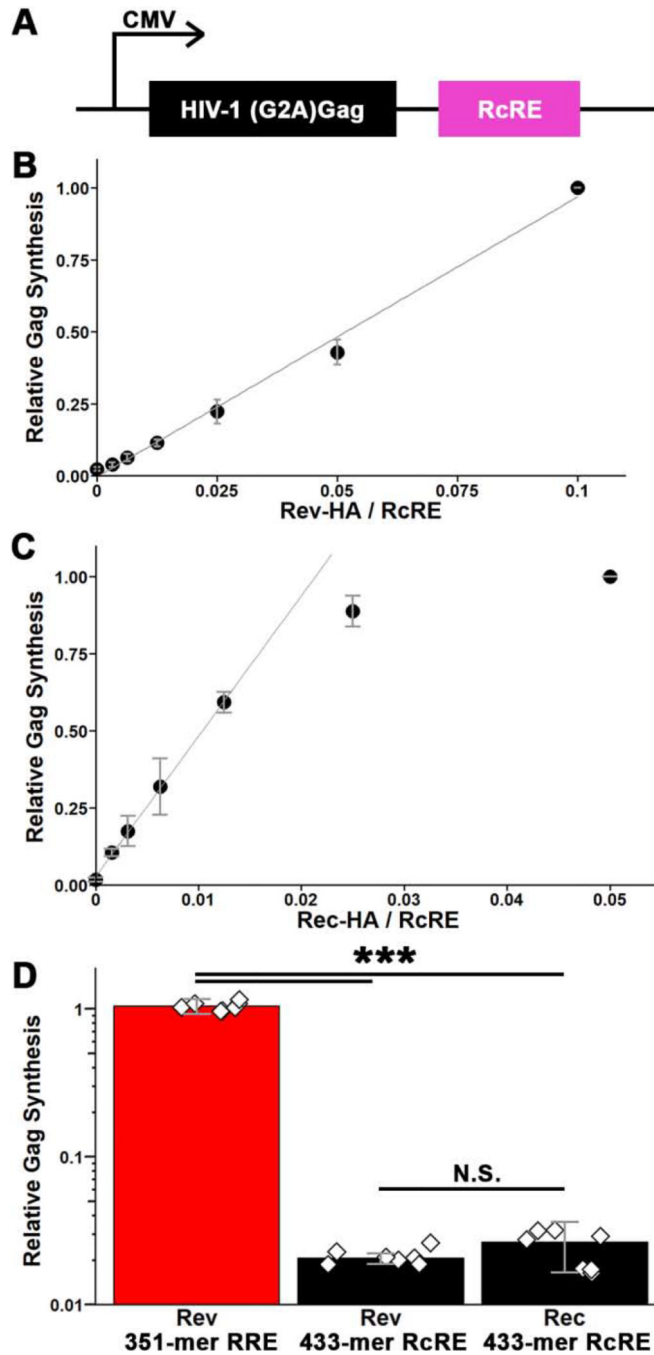 A
CMV
HIV-1 (G2A)Gag RcRE
B
Relative Gag Synthesis
1.00
0.75
0.50
0.25
0.00
0 0.025 0.05 0.075 0.1
Rev-HA / RcRE
C
Relative Gag Synthesis
1.00
0.75
0.50
0.25
0.00
0 0.01 0.02 0.03 0.04 0.05
Rec-HA / RcRE
D
***
Relative Gag Synthesis
1
0.1
0.01
N.S.
Rev Rev Rec
351-mer RRE 433-mer RcRE 433-mer RcRE